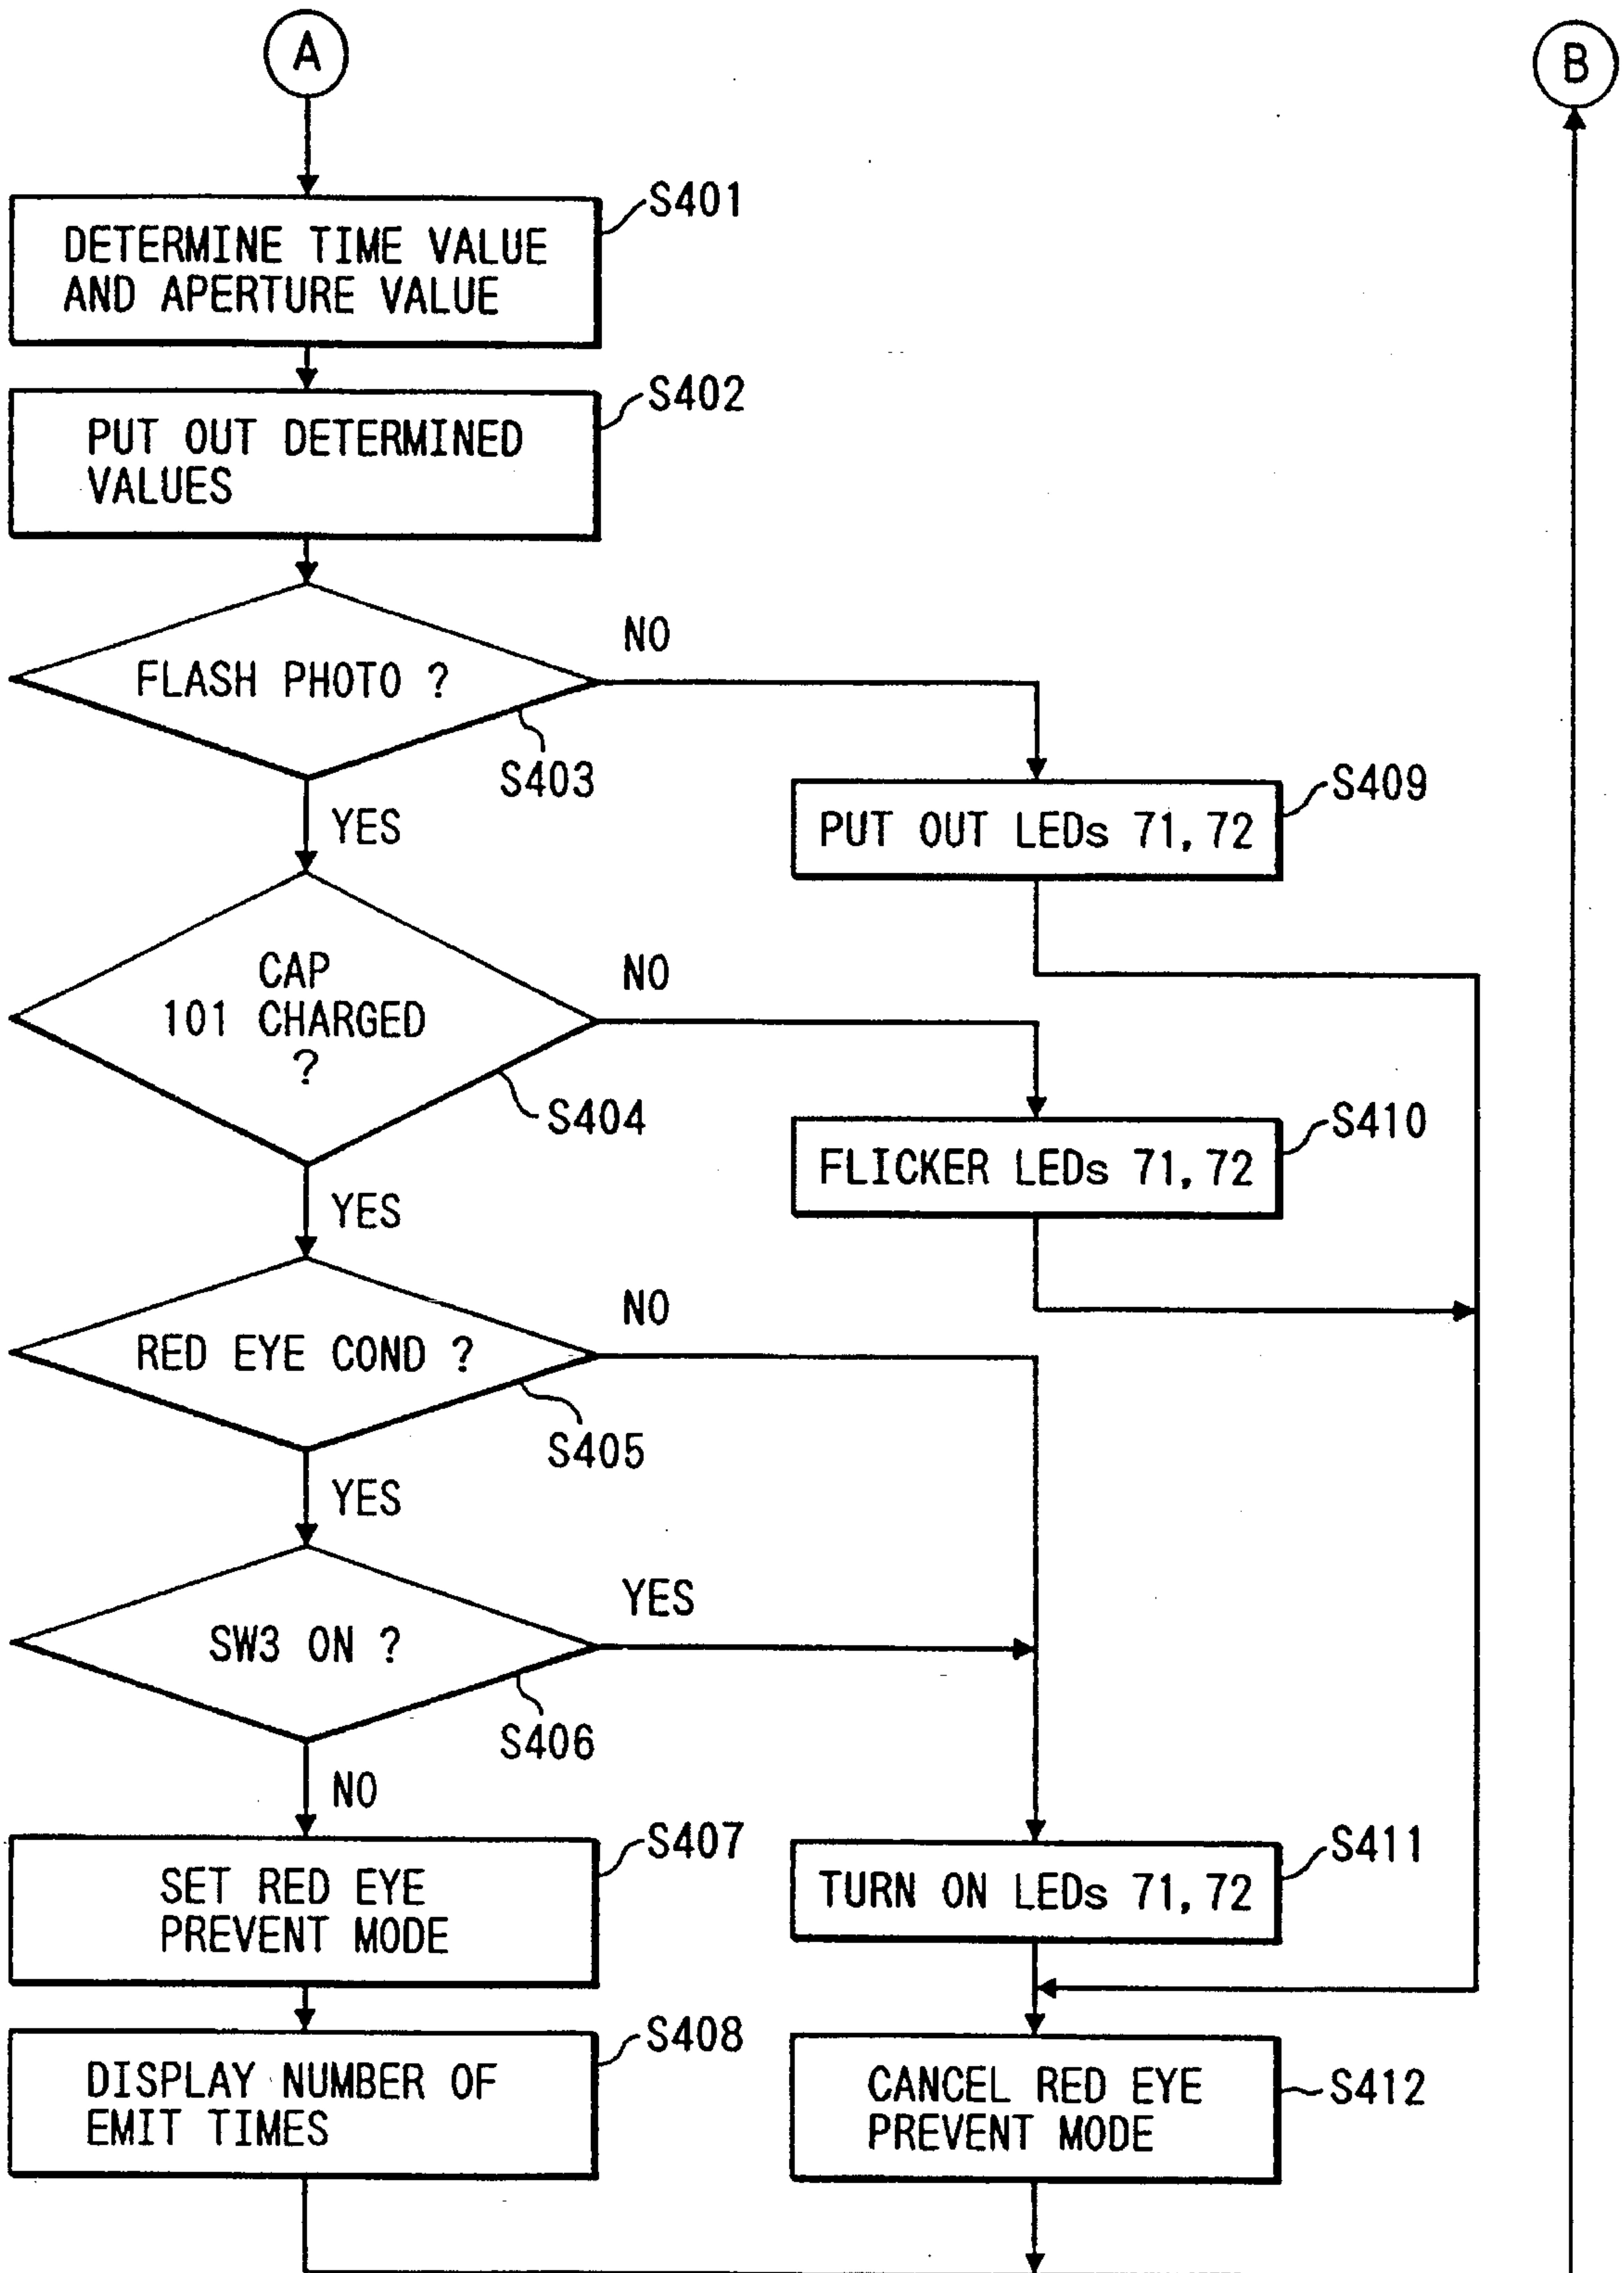 A
B
S401
DETERMINE TIME VALUE
AND APERTURE VALUE
S402
PUT OUT DETERMINED
VALUES
NO
FLASH PHOTO ?
S403
YES
S409
PUT OUT LEDs 71, 72
NO
CAP
101 CHARGED
?
S404
YES
S410
FLICKER LEDs 71, 72
NO
RED EYE COND ?
S405
YES
YES
SW3 ON ?
S406
NO
S407
SET RED EYE
PREVENT MODE
S411
TURN ON LEDs 71, 72
S408
DISPLAY NUMBER OF
EMIT TIMES
S412
CANCEL RED EYE
PREVENT MODE